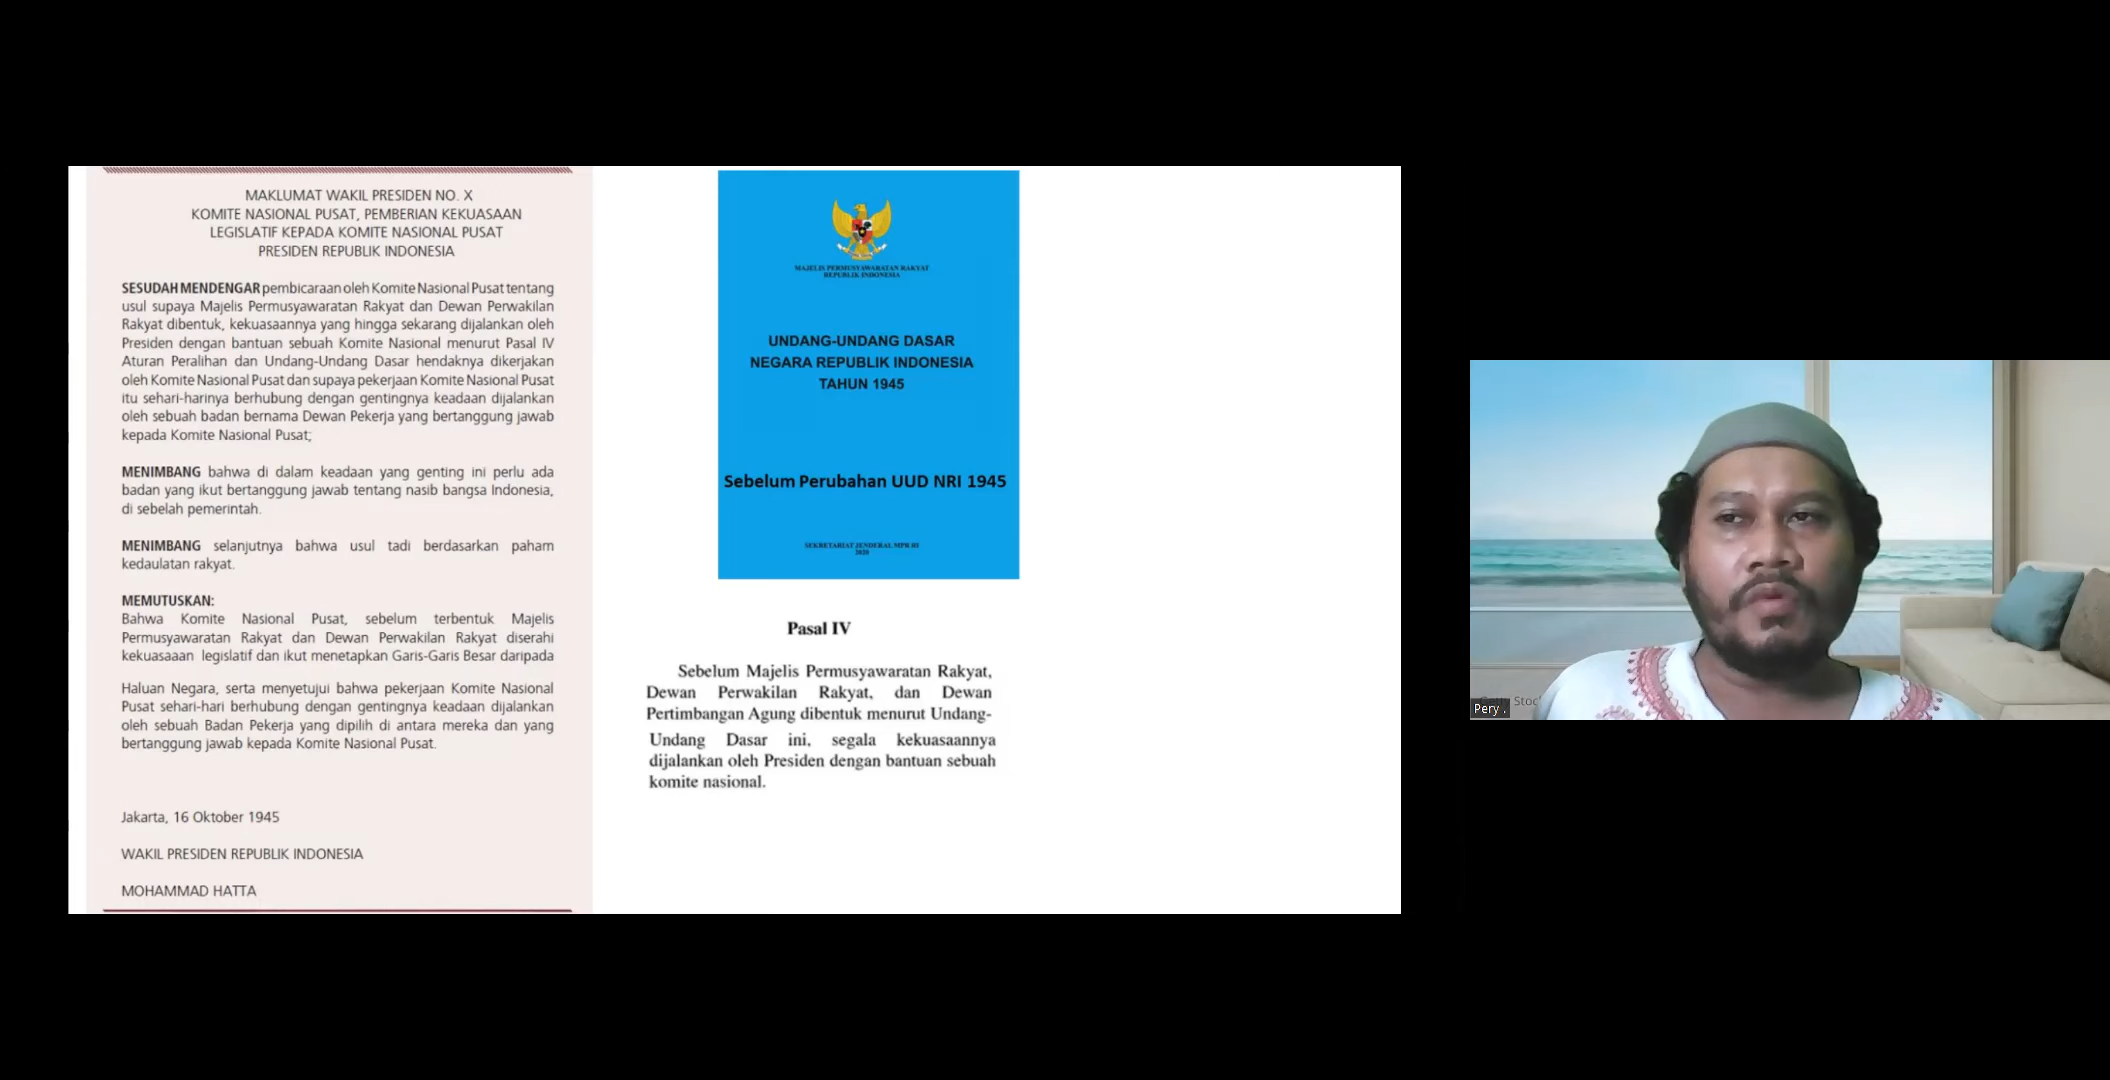 MAKLUMAT WAKIL PRESIDEN NO. X
KOMITE NASIONAL PUSAT, PEMBERIAN KEKUASAAN
LEGISLATIF KEPADA KOMITE NASIONAL PUSAT
PRESIDEN REPUBLIK INDONESIA
SESUDAH MENDENGAR pembicaraan oleh Komite Nasional Pusat tentang
usul supaya Majelis Permusyawaratan Rakyat dan Dewan Perwakilan
Rakyat dibentuk, kekuasaannya yang hingga sekarang dijalankan oleh
Presiden dengan bantuan sebuah Komite Nasional menurut Pasal IV
Aturan Peralihan dan Undang-Undang Dasar hendaknya dikerjakan
oleh Komite Nasional Pusat dan supaya pekerjaan Komite Nasional Pusat
itu sehari-harinya berhubung dengan gentingnya keadaan dijalankan
oleh sebuah badan bernama Dewan Pekerja yang bertanggung jawab
kepada Komite Nasional Pusat;
MENIMBANG bahwa di dalam keadaan yang genting ini perlu ada
badan yang ikut bertanggung jawab tentang nasib bangsa Indonesia,
di sebelah pemerintah.
MENIMBANG selanjutnya bahwa usul tadi berdasarkan paham
kedaulatan rakyat.
MEMUTUSKAN:
Bahwa Komite Nasional Pusat, sebelum terbentuk Majelis
Permusyawaratan Rakyat dan Dewan Perwakilan Rakyat diserahi
kekuasaaan legislatif dan ikut menetapkan Garis-Garis Besar daripada
Haluan Negara, serta menyetujui bahwa pekerjaan Komite Nasional
Pusat sehari-hari berhubung dengan gentingnya keadaan dijalankan
oleh sebuah Badan Pekerja yang dipilih di antara mereka dan yang
bertanggung jawab kepada Komite Nasional Pusat.
Jakarta, 16 Oktober 1945
WAKIL PRESIDEN REPUBLIK INDONESIA
MOHAMMAD HATTA
MAJELIS PERMUSYAWARATAN RAKYAT
REPUBLIK INDONESIA
UNDANG-UNDANG DASAR
NEGARA REPUBLIK INDONESIA
TAHUN 1945
Sebelum Perubahan UUD NRI 1945
SEKRETARIAT JENDERAL MPR RI
2020
Pasal IV
Sebelum Majelis Permusyawaratan Rakyat,
Dewan Perwakilan Rakyat, dan Dewan
Pertimbangan Agung dibentuk menurut Undang-
Undang Dasar ini, segala kekuasaannya
dijalankan oleh Presiden dengan bantuan sebuah
komite nasional.
Pery .